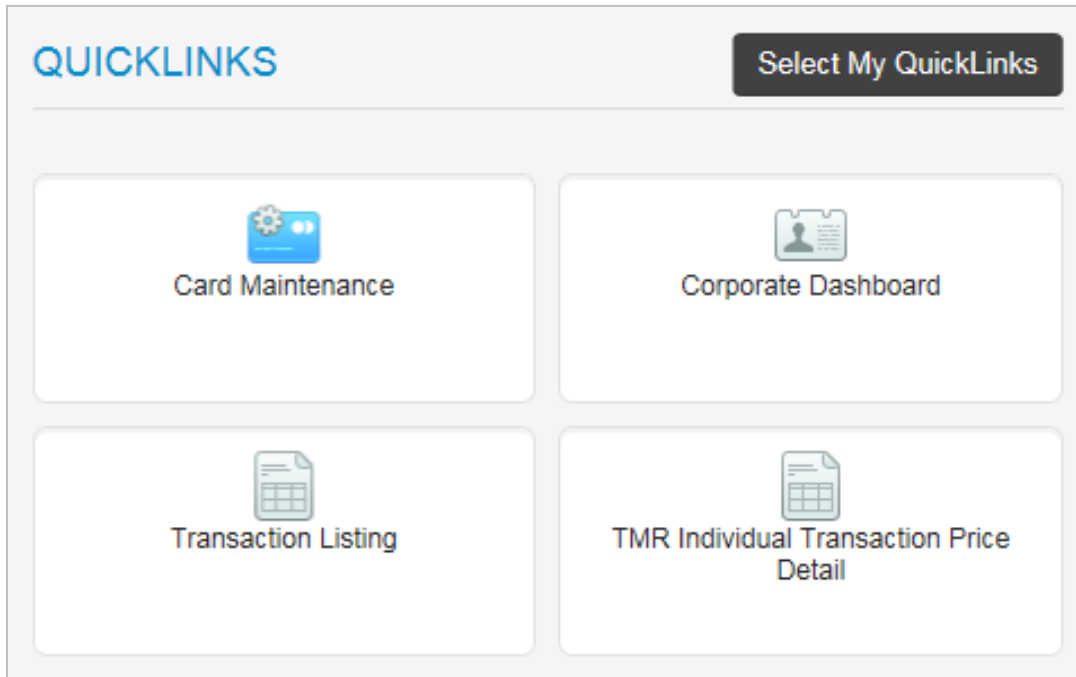 QUICKLINKS
Select My QuickLinks
Card Maintenance
Corporate Dashboard
Transaction Listing
TMR Individual Transaction Price
Detail